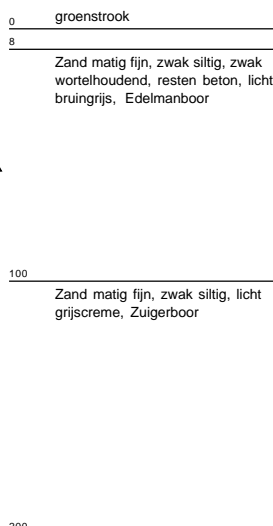 0 groenstrook
8
Zand matig fijn, zwak siltig, zwak
wortelhoudend, resten beton, licht
bruingrijs, Edelmanboor
100
Zand matig fijn, zwak siltig, licht
grijscreme, Zuigerboor